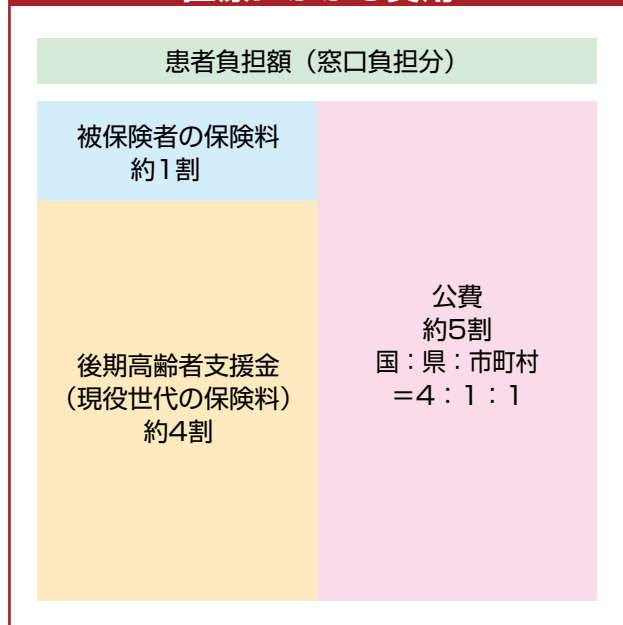 患者負担額（窓口負担分）
被保険者の保険料
約1割
後期高齢者支援金
（現役世代の保険料）
約4割
公費
約5割
国：県：市町村
＝4：1：1